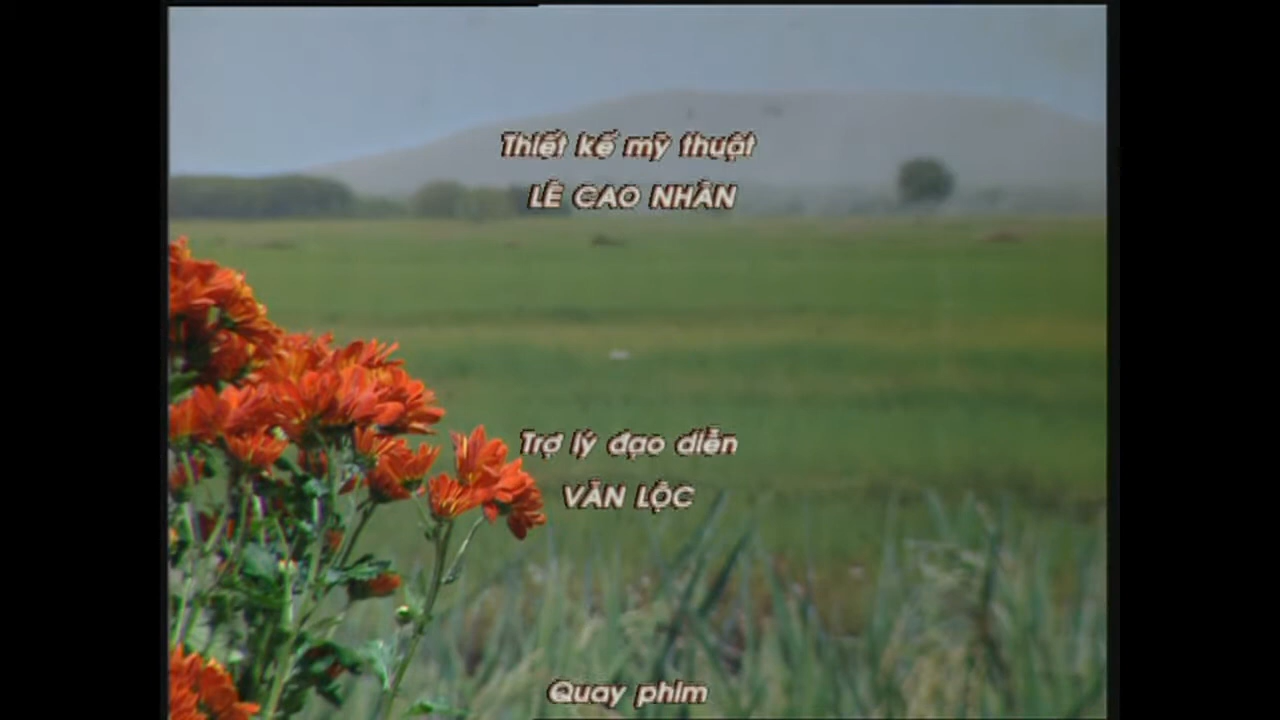 Thiết kế mỹ thuật
LÊ CAO NHÂN
Trợ lý đạo diễn
VĂN LỘC
Quay phim